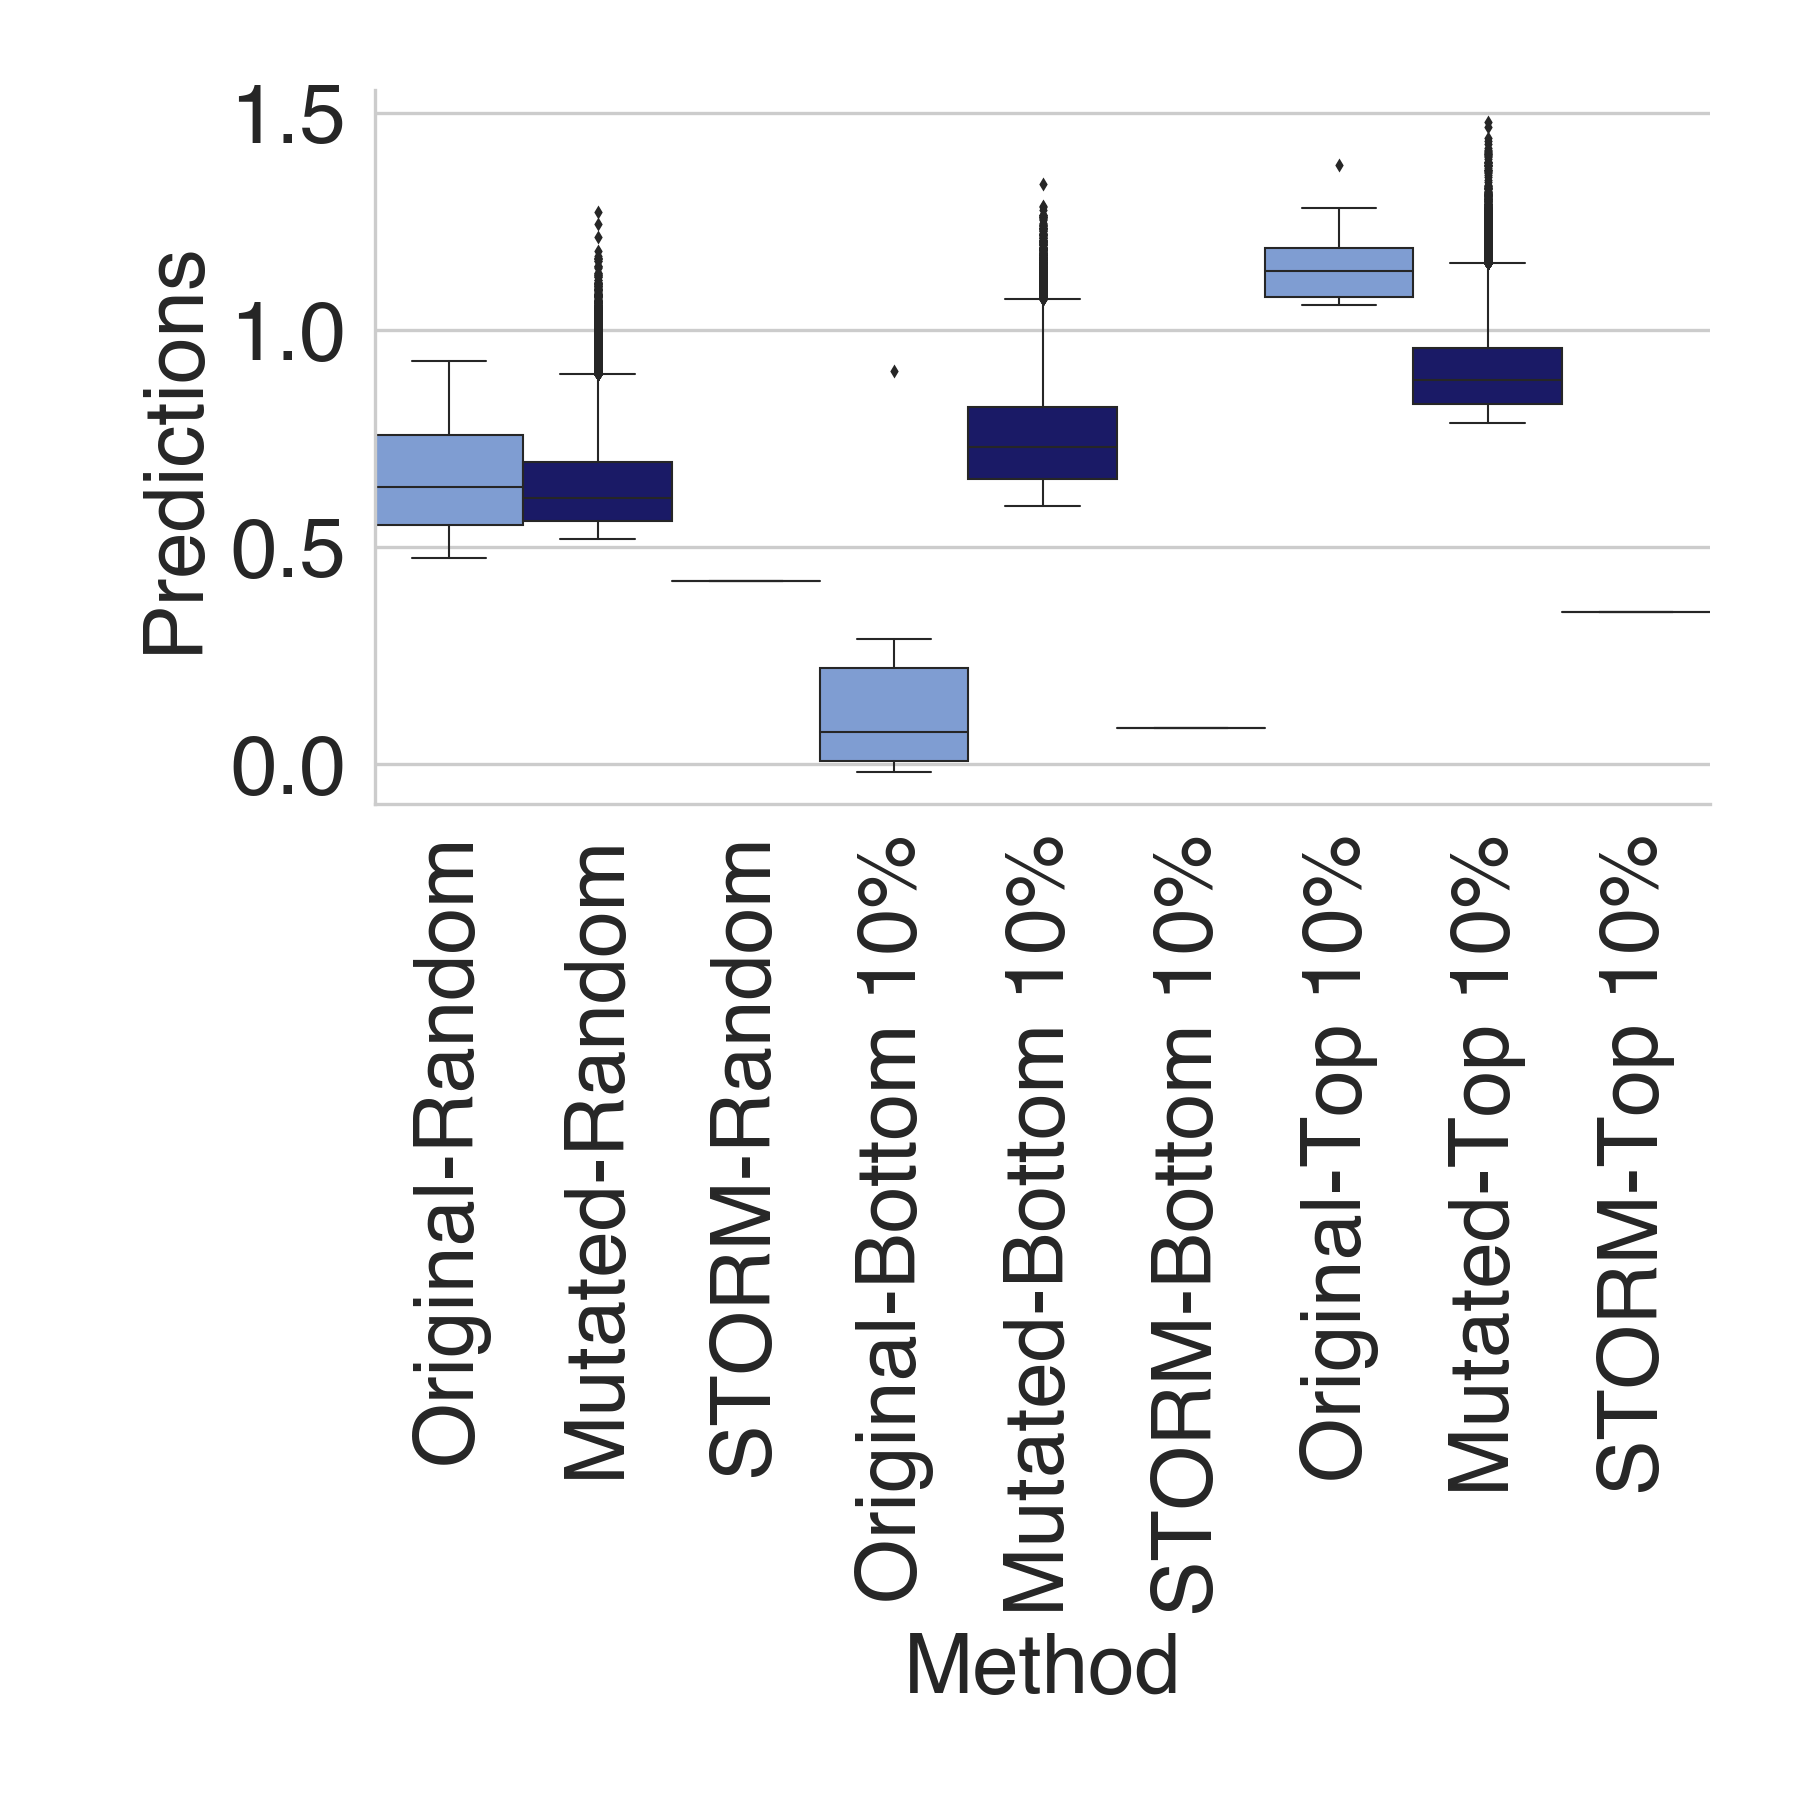 Predictions
1.5
1.0
0.5
0.0
Original-Random
Mutated-Random
STORM-Random
Original-Bottom 10%
Mutated-Bottom 10%
STORM-Bottom 10%
Original-Top 10%
Mutated-Top 10%
STORM-Top 10%
Method